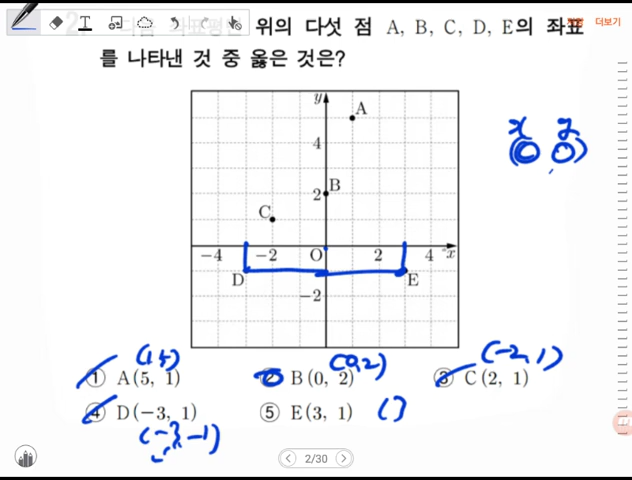 위의 다섯 점 A, B, C, D, E의 좌표
더보기
를 나타낸 것 중 옳은 것은?
y
A
x y
(0 0)
4
2 B
C
-4 -2 O 2 4 x
D E
-2
(1,5) (0,2) (-2,1)
① A(5, 1) ② B(0, 2) ③ C(2, 1)
④ D(-3, 1) ⑤ E(3, 1) ( )
(-3,-1)
2/30